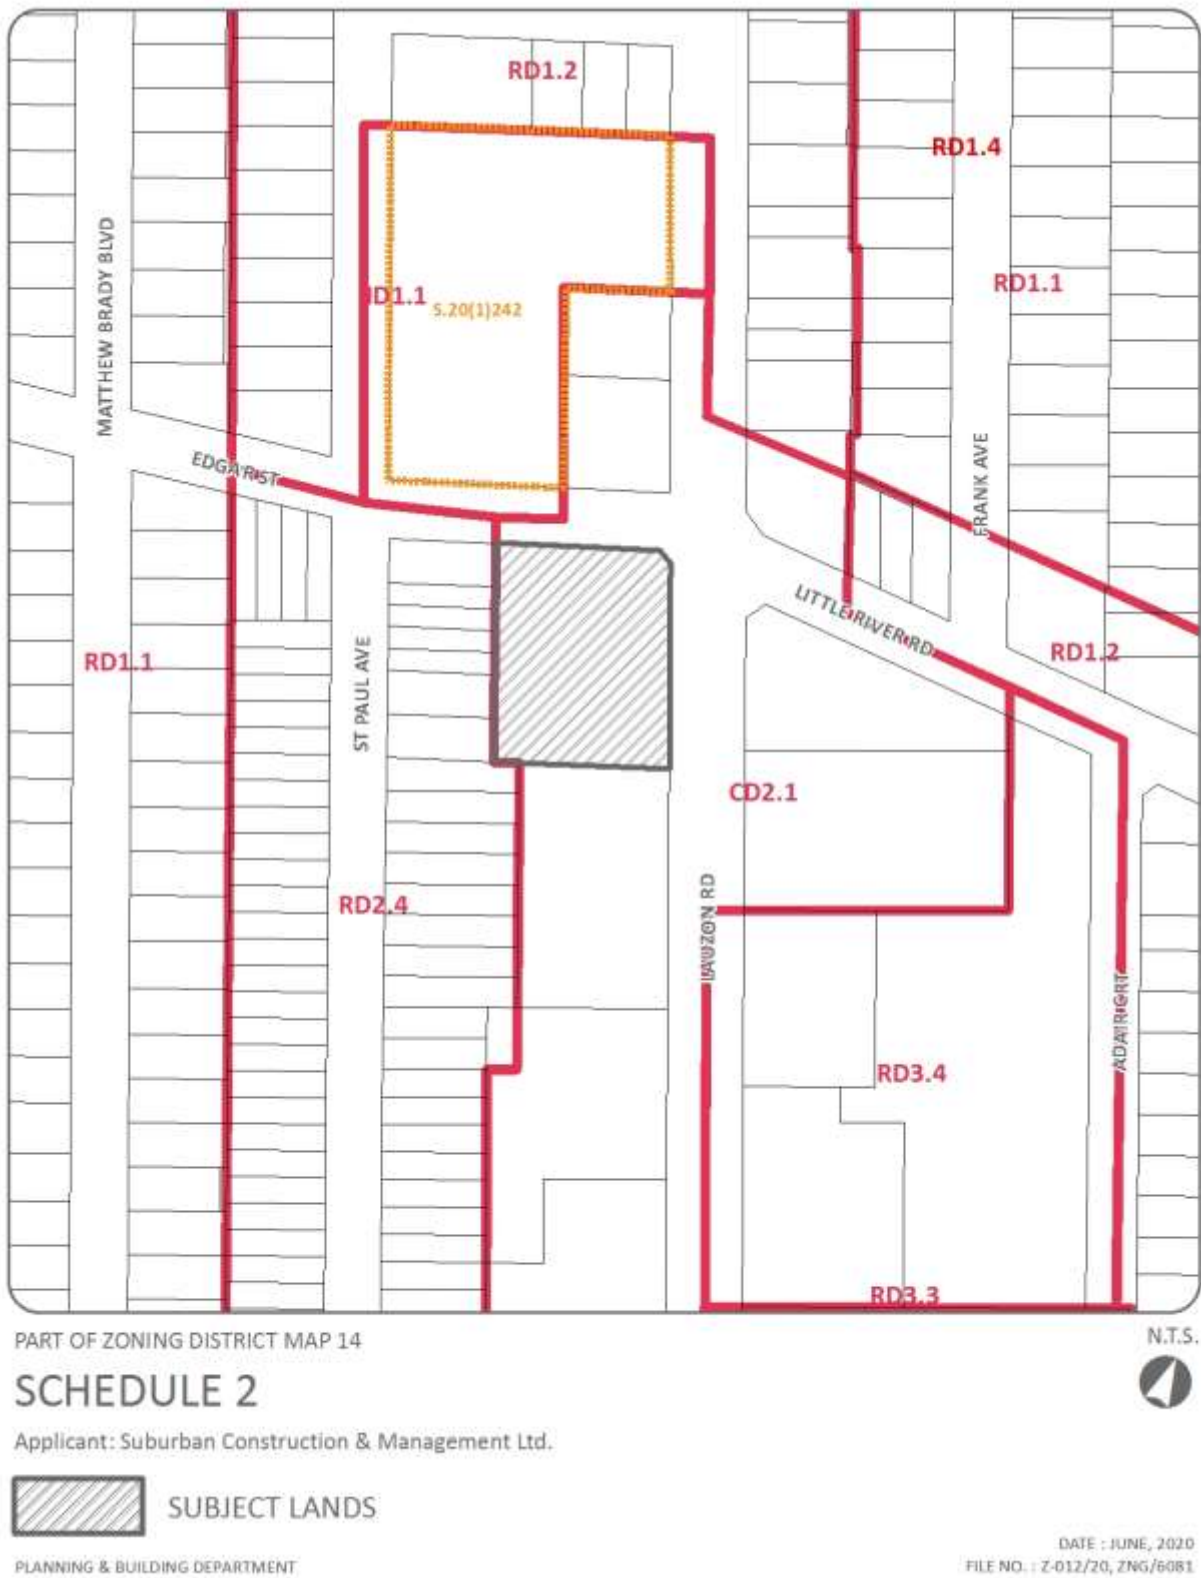 RD1.2
RD1.4
RD1.1
MATTHEW BRADY BLVD
ID1.1
S.20(1)242
EDGAR ST
FRANK AVE
LITTLE RIVER RD
RD1.2
RD1.1
ST PAUL AVE
CD2.1
LAUZON RD
RD2.4
ADAIR CRT
RD3.4
RD3.3
PART OF ZONING DISTRICT MAP 14
N.T.S.
SCHEDULE 2
Applicant: Suburban Construction & Management Ltd.
SUBJECT LANDS
PLANNING & BUILDING DEPARTMENT
DATE : JUNE, 2020
FILE NO. : Z-012/20, ZNG/6081